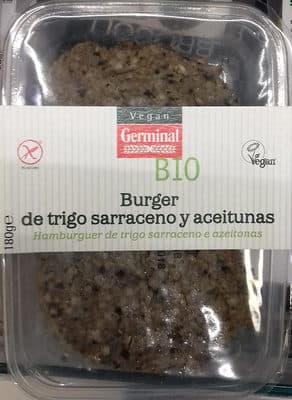 Vegan
Germinal
BIO
vegan
Burger
de trigo sarraceno y aceitunas
Hamburguer de trigo sarraceno e azeitonas
180g e